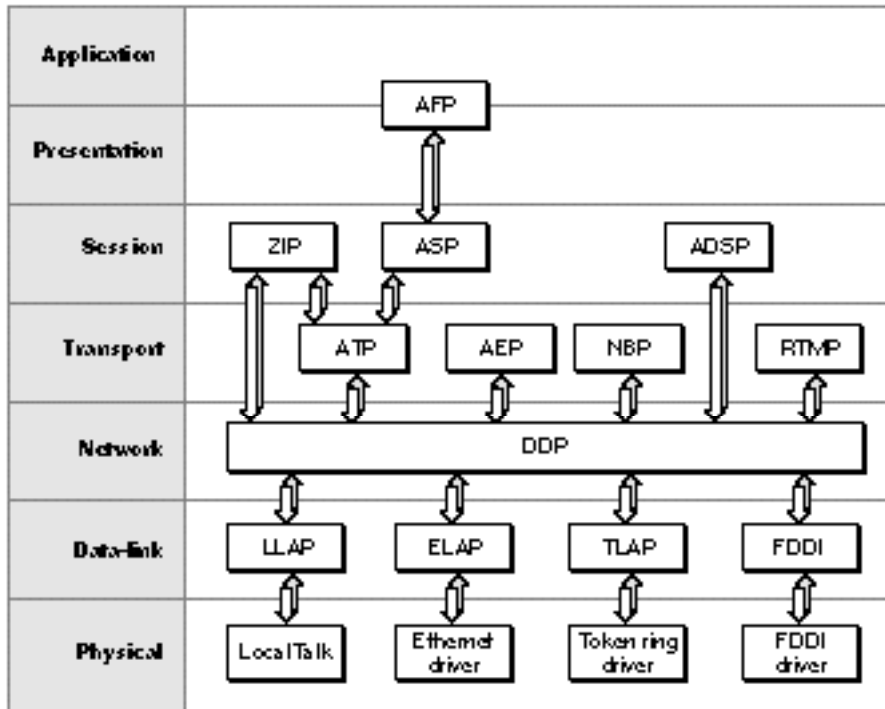 Application
AFP
Presentation
Session
ZIP
ASP
ADSP
Transport
ATP
AEP
NBP
RTMP
Network
DDP
Data-link
LLAP
ELAP
TLAP
FDDI
Physical
LocalTalk
Ethernet
driver
Token ring
driver
FDDI
driver